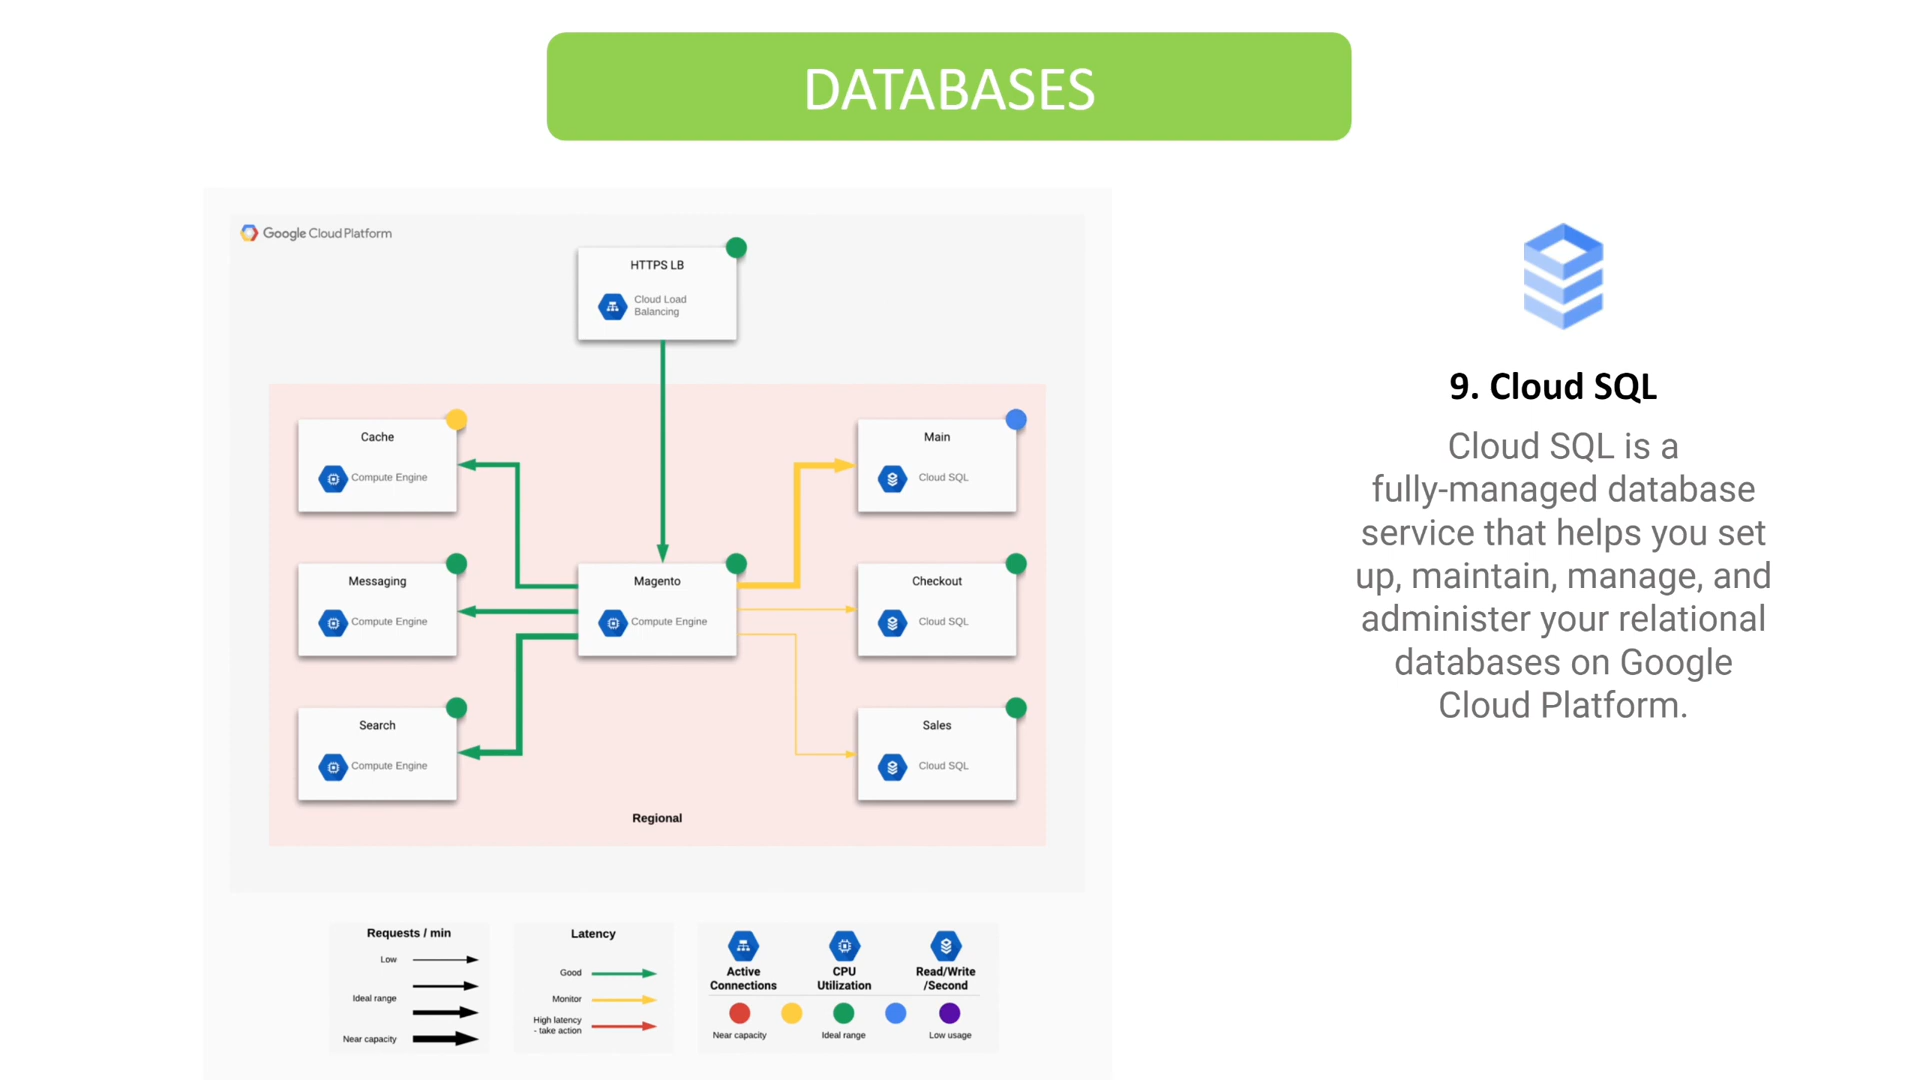 DATABASES
Google Cloud Platform
HTTPS LB
Cloud Load
Balancing
Cache
Compute Engine
Main
Cloud SQL
Messaging
Compute Engine
Magento
Compute Engine
Checkout
Cloud SQL
Search
Compute Engine
Sales
Cloud SQL
Regional
Requests / min
Low
Ideal range
Near capacity
Latency
Good
Monitor
High latency
- take action
Active
Connections
CPU
Utilization
Read/Write
/Second
Near capacity
Ideal range
Low usage
9. Cloud SQL
Cloud SQL is a
fully-managed database
service that helps you set
up, maintain, manage, and
administer your relational
databases on Google
Cloud Platform.